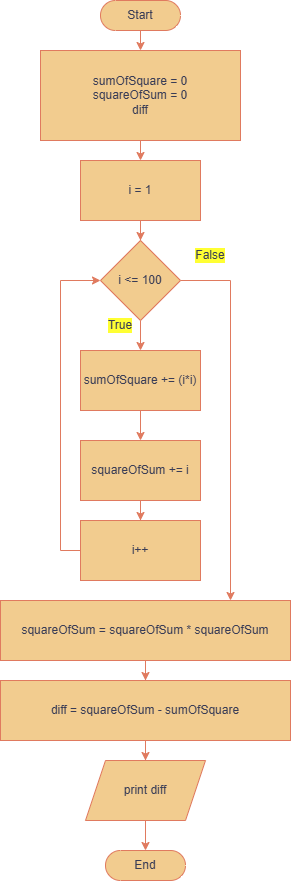 Start
sumOfSquare = 0
squareOfSum = 0
diff
i = 1
i <= 100
False
True
sumOfSquare += (i*i)
squareOfSum += i
i++
squareOfSum = squareOfSum * squareOfSum
diff = squareOfSum - sumOfSquare
print diff
End